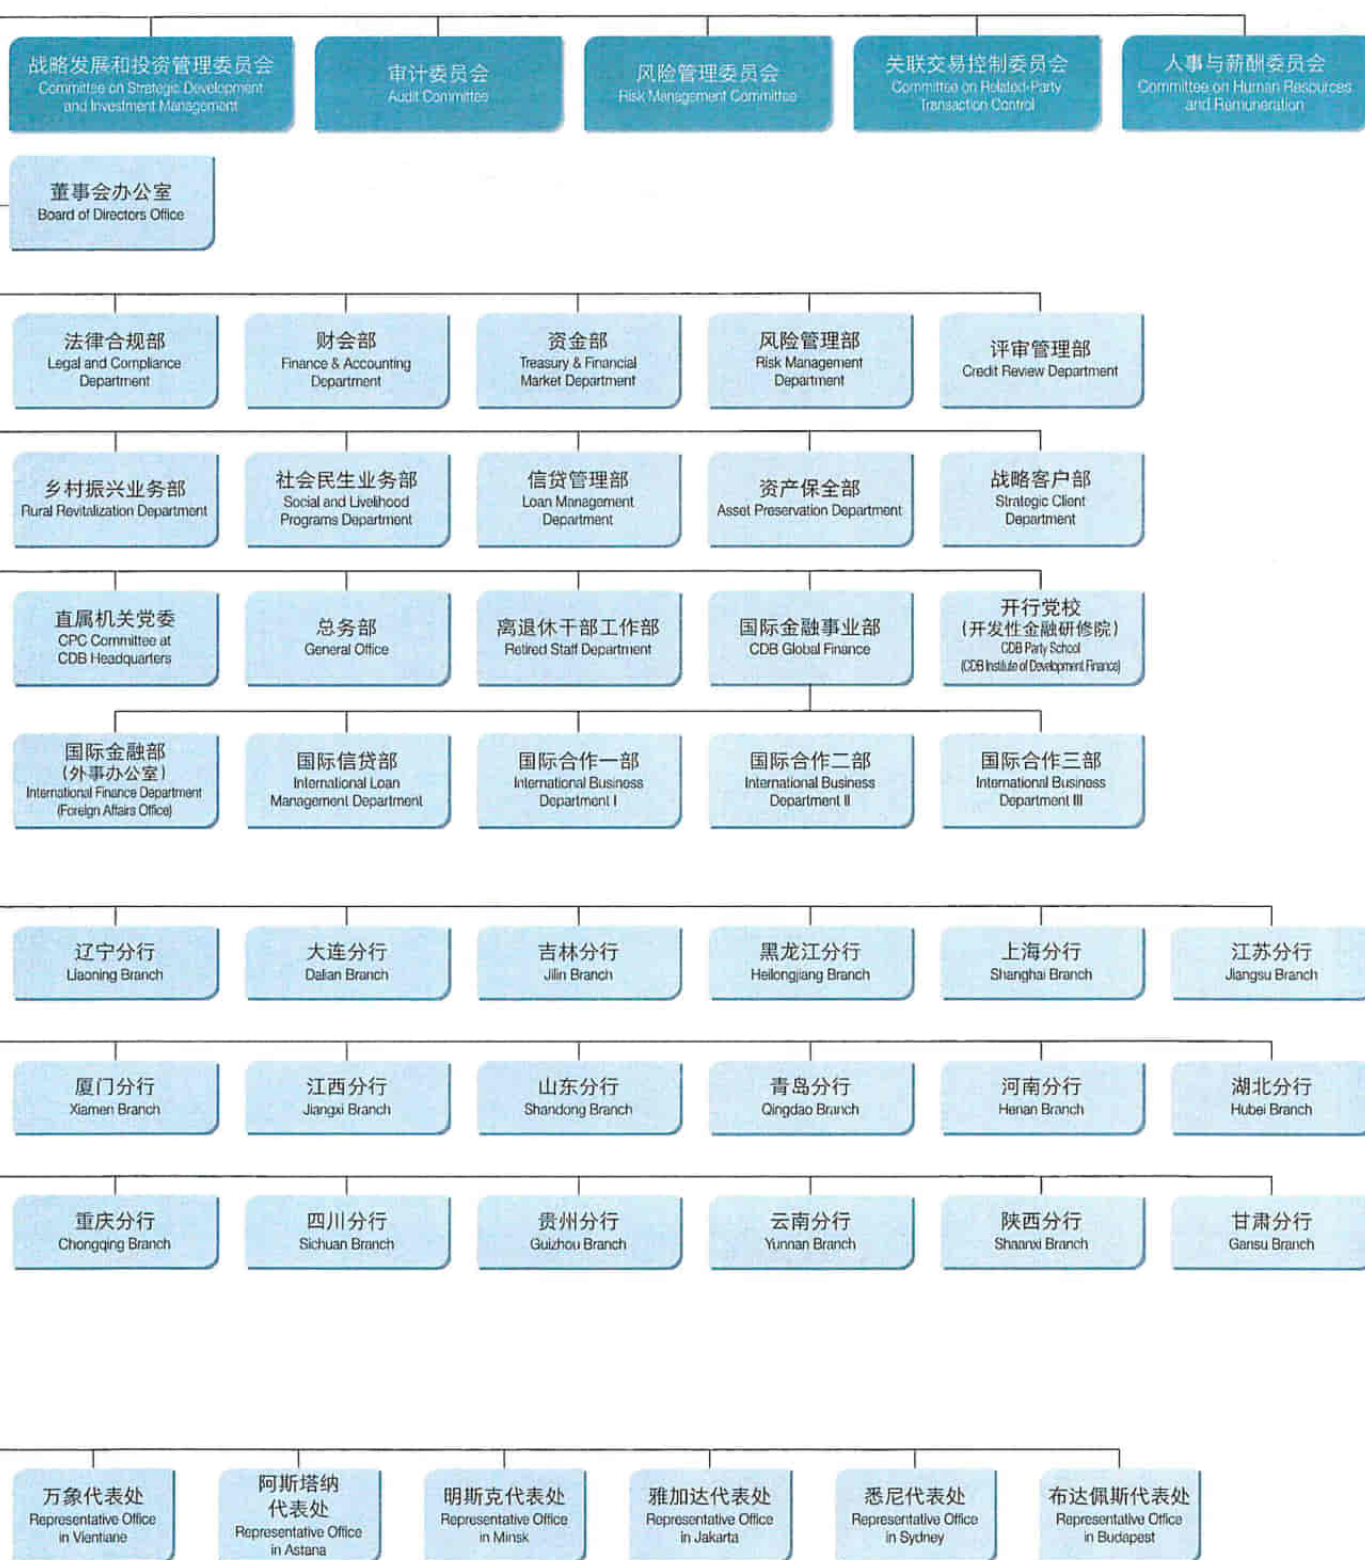 战略发展和投资管理委员会
Committee on Strategic Development
and Investment Management
审计委员会
Audit Committee
风险管理委员会
Risk Management Committee
关联交易控制委员会
Committee on Related-Party
Transaction Control
人事与薪酬委员会
Committee on Human Resources
and Remuneration
董事会办公室
Board of Directors Office
法律合规部
Legal and Compliance
Department
财会部
Finance & Accounting
Department
资金部
Treasury & Financial
Market Department
风险管理部
Risk Management
Department
评审管理部
Credit Review Department
乡村振兴业务部
Rural Revitalization Department
社会民生业务部
Social and Livelihood
Programs Department
信贷管理部
Loan Management
Department
资产保全部
Asset Preservation Department
战略客户部
Strategic Client
Department
直属机关党委
CPC Committee at
CDB Headquarters
总务部
General Office
离退休干部工作部
Retired Staff Department
国际金融事业部
CDB Global Finance
开行党校
(开发性金融研修院)
CDB Party School
(CDB Institute of Development Finance)
国际金融部
(外事办公室)
International Finance Department
(Foreign Affairs Office)
国际信贷部
International Loan
Management Department
国际合作一部
International Business
Department I
国际合作二部
International Business
Department II
国际合作三部
International Business
Department III
辽宁分行
Liaoning Branch
大连分行
Dalian Branch
吉林分行
Jilin Branch
黑龙江分行
Heilongjiang Branch
上海分行
Shanghai Branch
江苏分行
Jiangsu Branch
厦门分行
Xiamen Branch
江西分行
Jiangxi Branch
山东分行
Shandong Branch
青岛分行
Qingdao Branch
河南分行
Henan Branch
湖北分行
Hubei Branch
重庆分行
Chongqing Branch
四川分行
Sichuan Branch
贵州分行
Guizhou Branch
云南分行
Yunnan Branch
陕西分行
Shaanxi Branch
甘肃分行
Gansu Branch
万象代表处
Representative Office
in Vientiane
阿斯塔纳
代表处
Representative Office
in Astana
明斯克代表处
Representative Office
in Minsk
雅加达代表处
Representative Office
in Jakarta
悉尼代表处
Representative Office
in Sydney
布达佩斯代表处
Representative Office
in Budapest